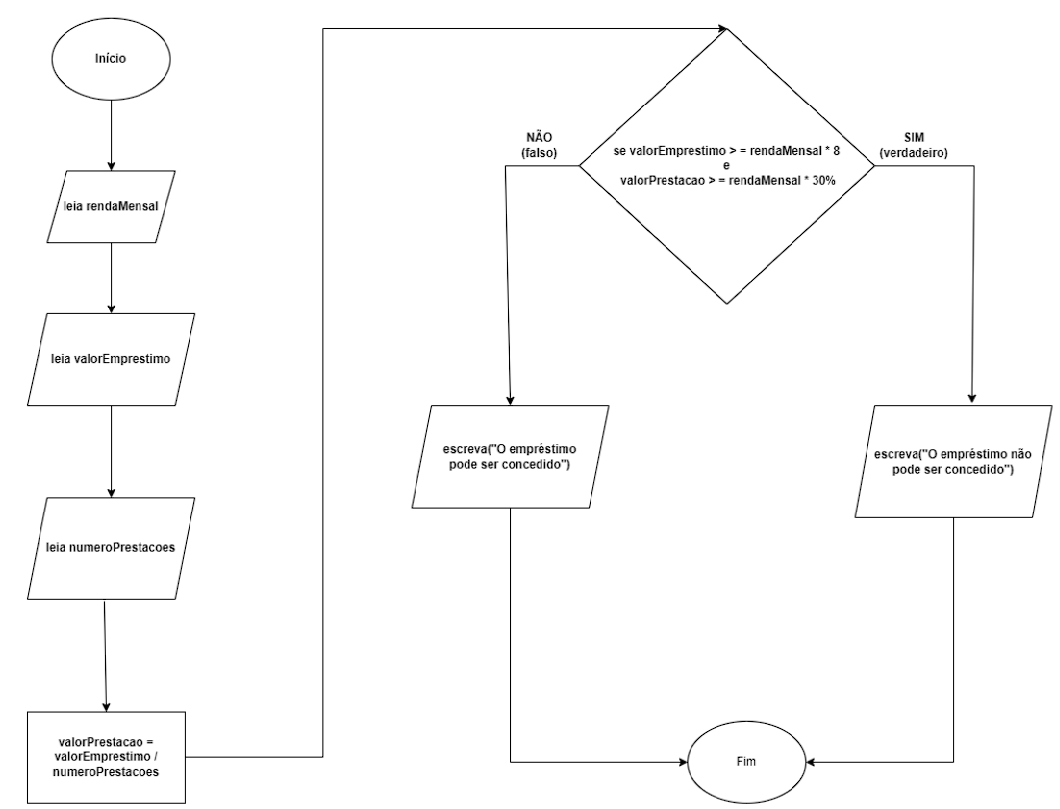 Início
leia rendaMensal
leia valorEmprestimo
leia numeroPrestacoes
valorPrestacao =
valorEmprestimo /
numeroPrestacoes
se valorEmprestimo > = rendaMensal * 8
e
valorPrestacao > = rendaMensal * 30%
NÃO
(falso)
SIM
(verdadeiro)
escreva("O empréstimo
pode ser concedido")
escreva("O empréstimo não
pode ser concedido")
Fim